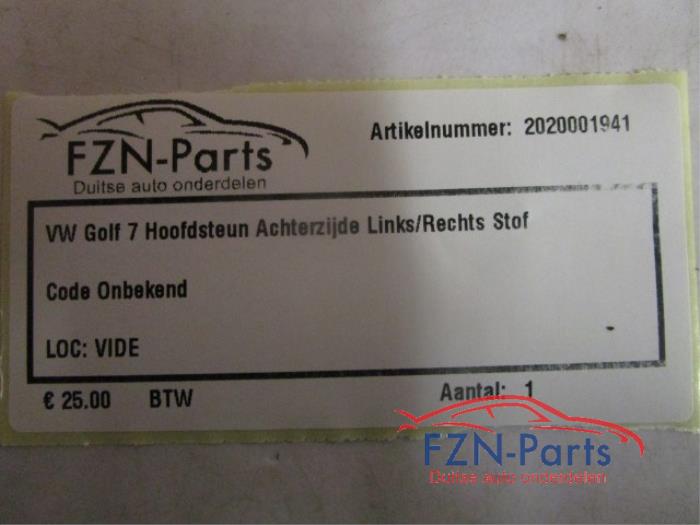 FZN-Parts
Duitse auto onderdelen
Artikelnummer: 2020001941
VW Golf 7 Hoofdsteun Achterzijde Links/Rechts Stof
Code Onbekend
LOC: VIDE
€ 25.00 BTW Aantal: 1
FZN-Parts
Duitse auto onderdelen